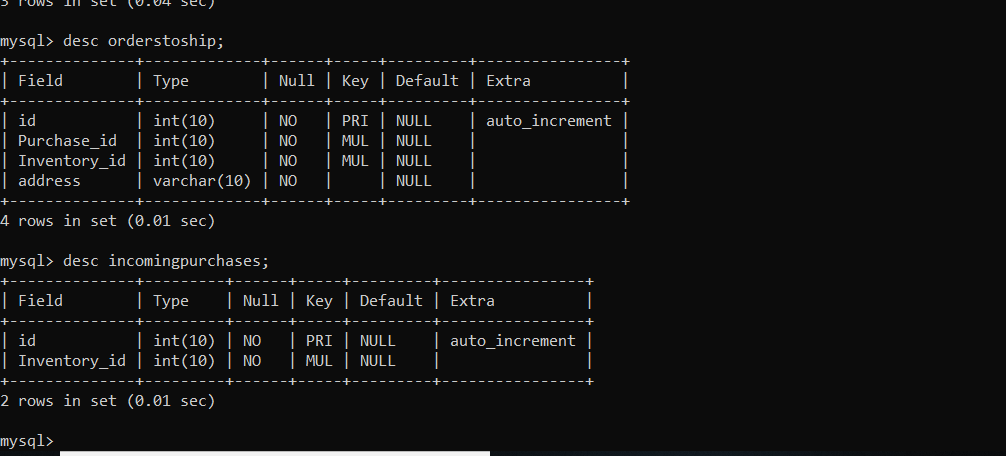 3 rows in set (0.04 sec)
mysql> desc orderstoship;
+--------------+-------------+------+-----+---------+----------------+
| Field        | Type        | Null | Key | Default | Extra          |
+--------------+-------------+------+-----+---------+----------------+
| id           | int(10)     | NO   | PRI | NULL    | auto_increment |
| Purchase_id  | int(10)     | NO   | MUL | NULL    |                |
| Inventory_id | int(10)     | NO   | MUL | NULL    |                |
| address      | varchar(10) | NO   |     | NULL    |                |
+--------------+-------------+------+-----+---------+----------------+
4 rows in set (0.01 sec)
mysql> desc incomingpurchases;
+--------------+---------+------+-----+---------+----------------+
| Field        | Type    | Null | Key | Default | Extra          |
+--------------+---------+------+-----+---------+----------------+
| id           | int(10) | NO   | PRI | NULL    | auto_increment |
| Inventory_id | int(10) | NO   | MUL | NULL    |                |
+--------------+---------+------+-----+---------+----------------+
2 rows in set (0.01 sec)
mysql>